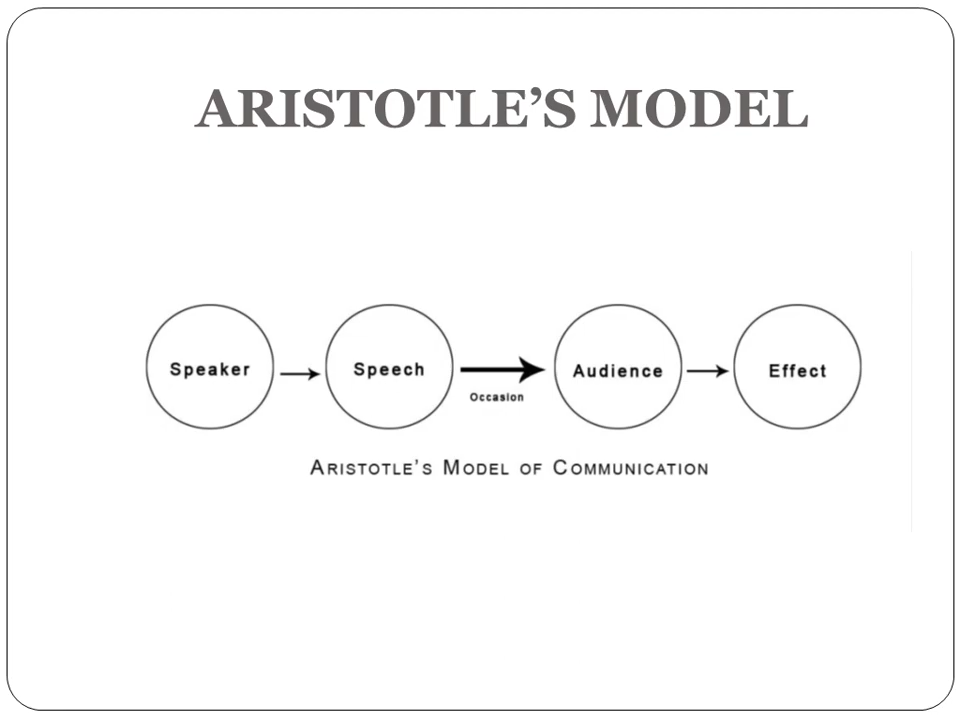 ARISTOTLE’S MODEL
Speaker Speech Audience Effect
Occasion
ARISTOTLE’S MODEL OF COMMUNICATION